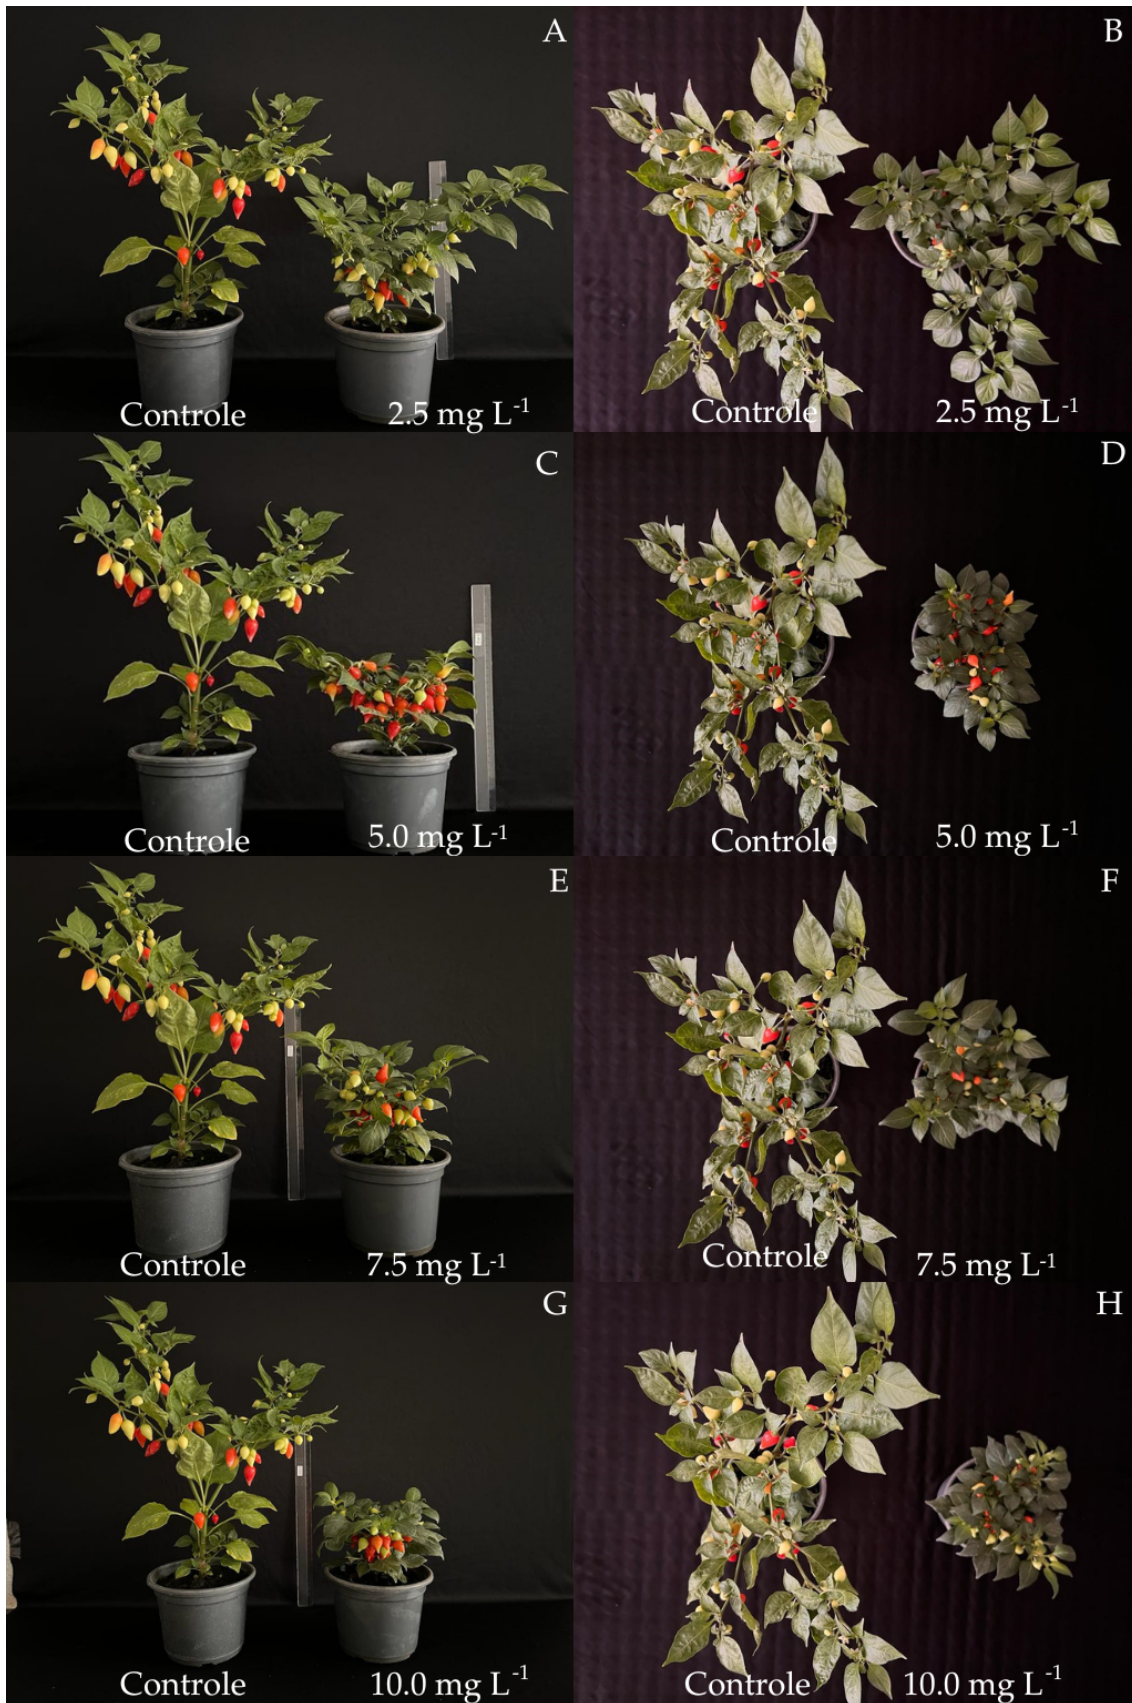 A
Controle
2.5 mg L⁻¹
B
Controle
2.5 mg L⁻¹
C
Controle
5.0 mg L⁻¹
D
Controle
5.0 mg L⁻¹
E
Controle
7.5 mg L⁻¹
F
Controle
7.5 mg L⁻¹
G
Controle
10.0 mg L⁻¹
H
Controle
10.0 mg L⁻¹